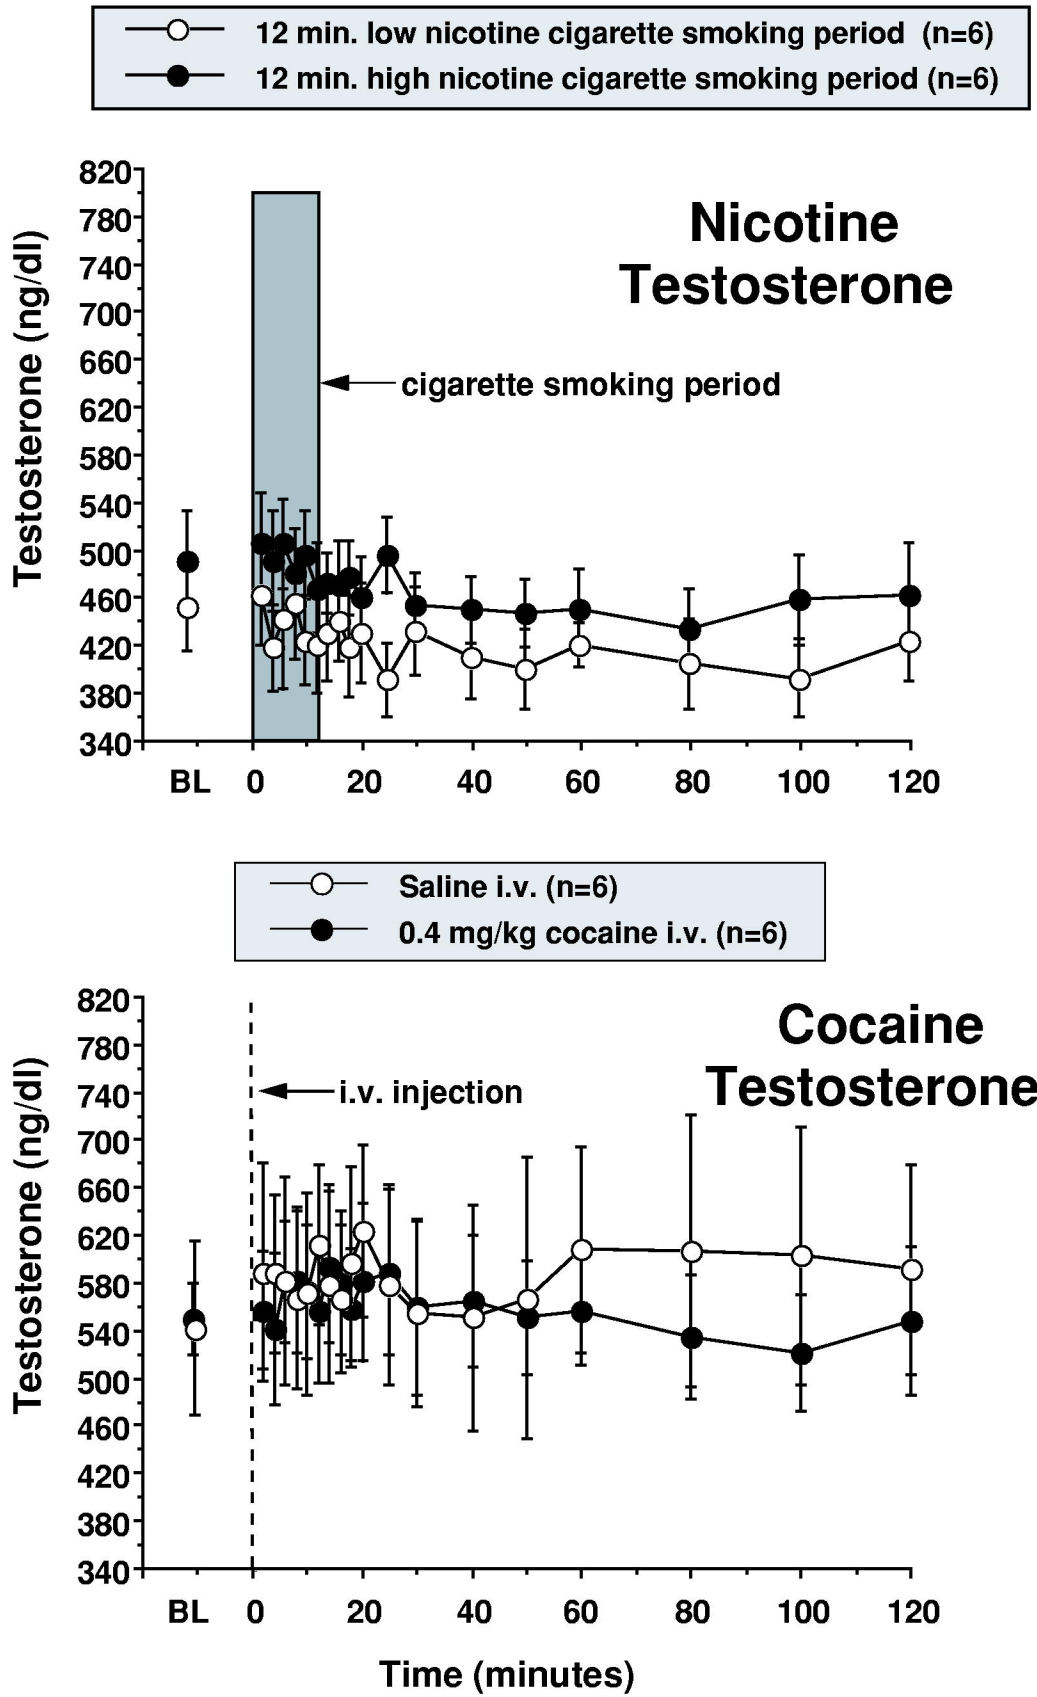 12 min. low nicotine cigarette smoking period (n=6)
12 min. high nicotine cigarette smoking period (n=6)
Nicotine
Testosterone
Testosterone (ng/dl)
820
780
740
700
660
620
580
540
500
460
420
380
340
cigarette smoking period
BL 0 20 40 60 80 100 120
Saline i.v. (n=6)
0.4 mg/kg cocaine i.v. (n=6)
Cocaine
Testosterone
Testosterone (ng/dl)
820
780
740
700
660
620
580
540
500
460
420
380
340
i.v. injection
BL 0 20 40 60 80 100 120
Time (minutes)